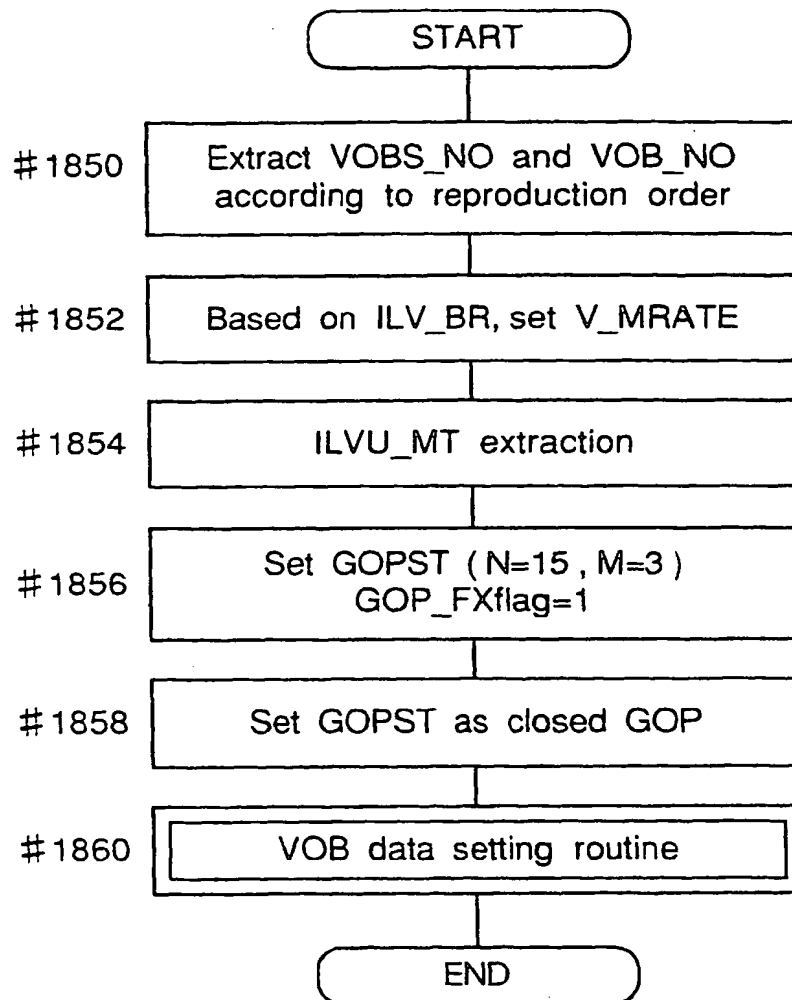 START
#1850
Extract VOBS_NO and VOB_NO
according to reproduction order
#1852
Based on ILV_BR, set V_MRATE
#1854
ILVU_MT extraction
#1856
Set GOPST (N=15, M=3)
GOP_FXflag=1
#1858
Set GOPST as closed GOP
#1860
VOB data setting routine
END